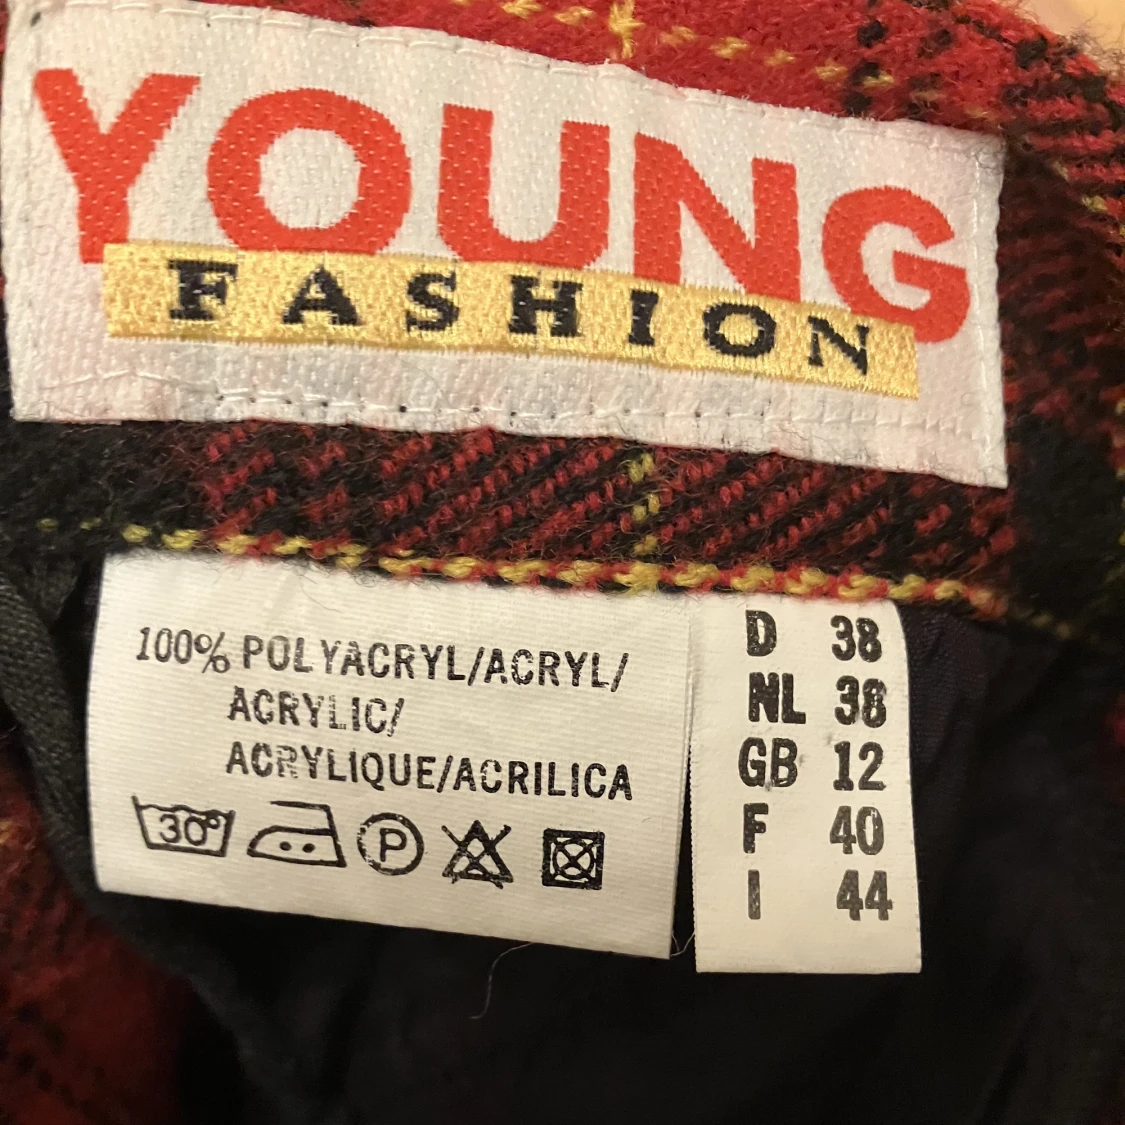 YOUNG
FASHION
100% POLYACRYL/ACRYL/
ACRYLIC/
ACRYLIQUE/ACRILICA
30° P
D 38
NL 38
GB 12
F 40
I 44